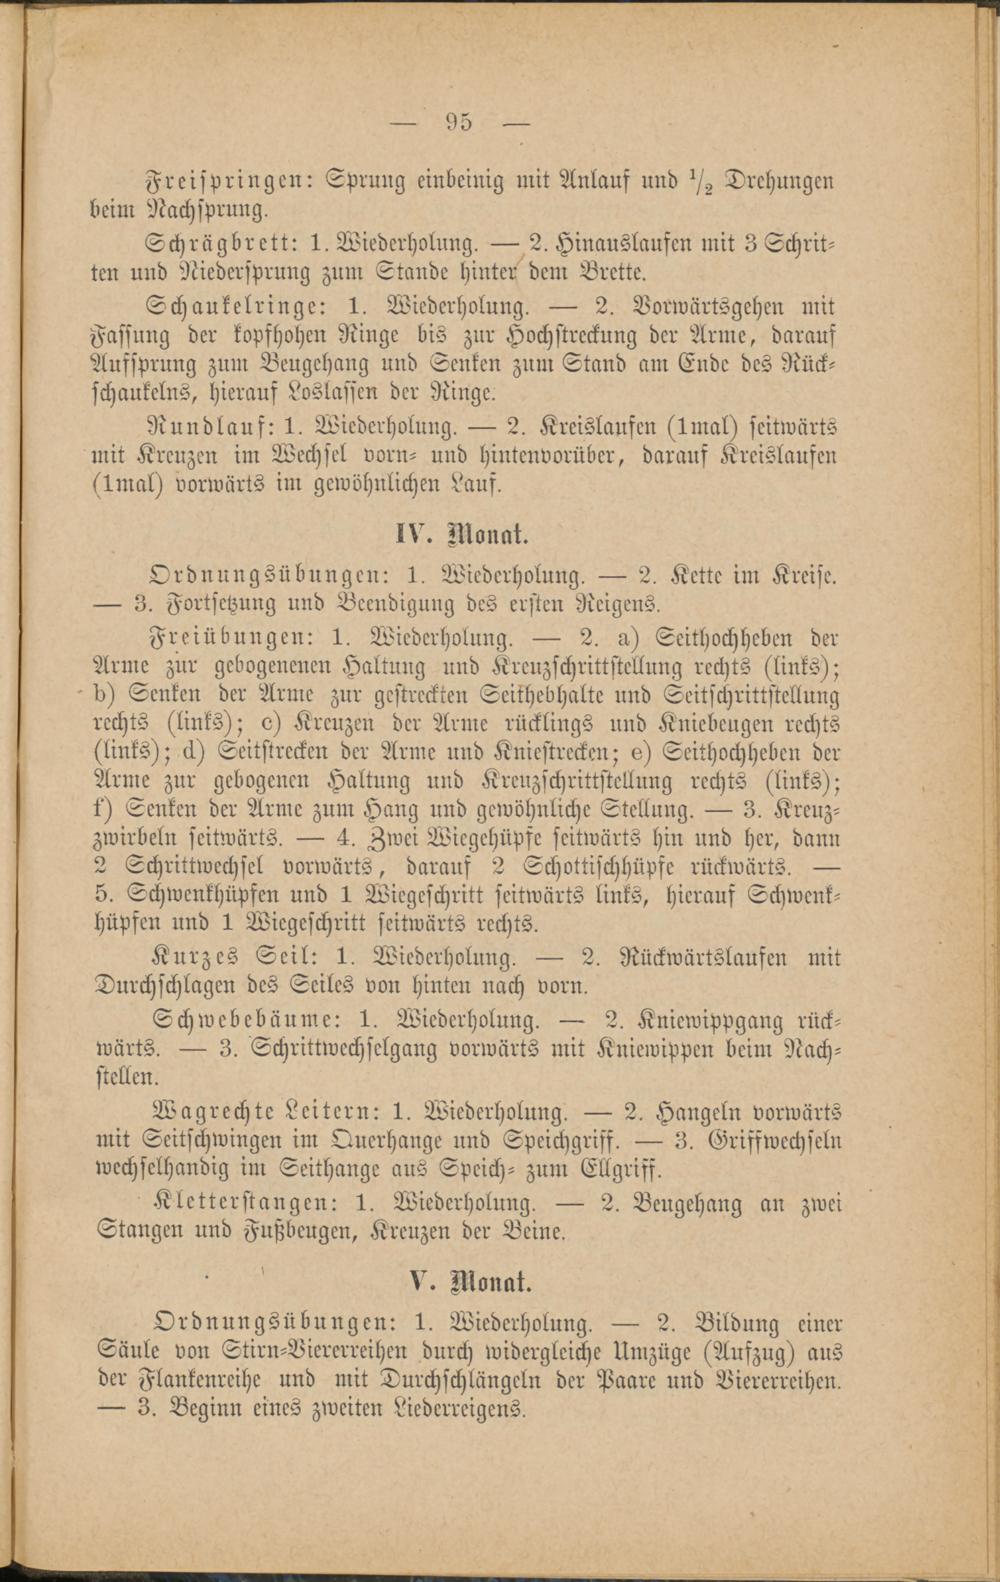 — 95 —
Freispringen: Sprung einbeinig mit Anlauf und 1/2 Drehungen
beim Nachsprung.
Schrägbrett: 1. Wiederholung. — 2. Hinauslaufen mit 3 Schrit-
ten und Niedersprung zum Stande hinter dem Brette.
Schaukelringe: 1. Wiederholung. — 2. Vorwärtsgehen mit
Fassung der kopfhohen Ringe bis zur Hochstreckung der Arme, darauf
Aufsprung zum Beugehang und Senken zum Stand am Ende des Rück-
schaukelns, hierauf Loslassen der Ringe.
Rundlauf: 1. Wiederholung. — 2. Kreislaufen (1mal) seitwärts
mit Kreuzen im Wechsel vorn- und hintenvorüber, darauf Kreislaufen
(1mal) vorwärts im gewöhnlichen Lauf.
IV. Monat.
Ordnungsübungen: 1. Wiederholung. — 2. Kette im Kreise.
— 3. Fortsetzung und Beendigung des ersten Reigens.
Freiübungen: 1. Wiederholung. — 2. a) Seithochheben der
Arme zur gebogenenen Haltung und Kreuzschrittstellung rechts (links);
b) Senken der Arme zur gestreckten Seithebhalte und Seitschrittstellung
rechts (links); c) Kreuzen der Arme rücklings und Kniebeugen rechts
(links); d) Seitstrecken der Arme und Kniestrecken; e) Seithochheben der
Arme zur gebogenen Haltung und Kreuzschrittstellung rechts (links);
f) Senken der Arme zum Hang und gewöhnliche Stellung. — 3. Kreuz-
zwirbeln seitwärts. — 4. Zwei Wiegehüpfe seitwärts hin und her, dann
2 Schrittwechsel vorwärts, darauf 2 Schottischhüpfe rückwärts. —
5. Schwenkhüpfen und 1 Wiegeschritt seitwärts links, hierauf Schwenk-
hüpfen und 1 Wiegeschritt seitwärts rechts.
Kurzes Seil: 1. Wiederholung. — 2. Rückwärtslaufen mit
Durchschlagen des Seiles von hinten nach vorn.
Schwebebäume: 1. Wiederholung. — 2. Kniewippgang rück-
wärts. — 3. Schrittwechselgang vorwärts mit Kniewippen beim Nach-
stellen.
Wagrechte Leitern: 1. Wiederholung. — 2. Hangeln vorwärts
mit Seitschwingen im Querhange und Speichgriff. — 3. Griffwechseln
wechselhandig im Seithange aus Speich- zum Ellgriff.
Kletterstangen: 1. Wiederholung. — 2. Beugehang an zwei
Stangen und Fußbeugen, Kreuzen der Beine.
V. Monat.
Ordnungsübungen: 1. Wiederholung. — 2. Bildung einer
Säule von Stirn-Viererreihen durch widergleiche Umzüge (Aufzug) aus
der Flankenreihe und mit Durchschlängeln der Paare und Viererreihen.
— 3. Beginn eines zweiten Liederreigens.